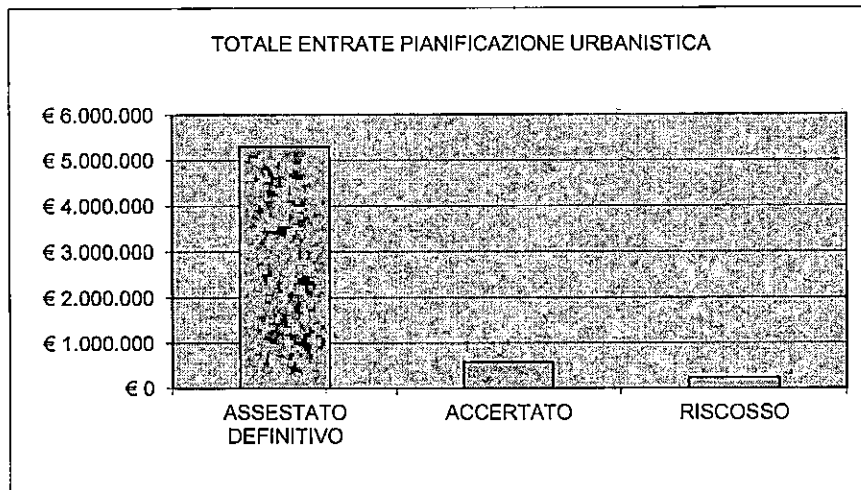 TOTALE ENTRATE PIANIFICAZIONE URBANISTICA
€ 6.000.000
€ 5.000.000
€ 4.000.000
€ 3.000.000
€ 2.000.000
€ 1.000.000
€ 0
ASSESTATO
DEFINITIVO
ACCERTATO
RISCOSSO